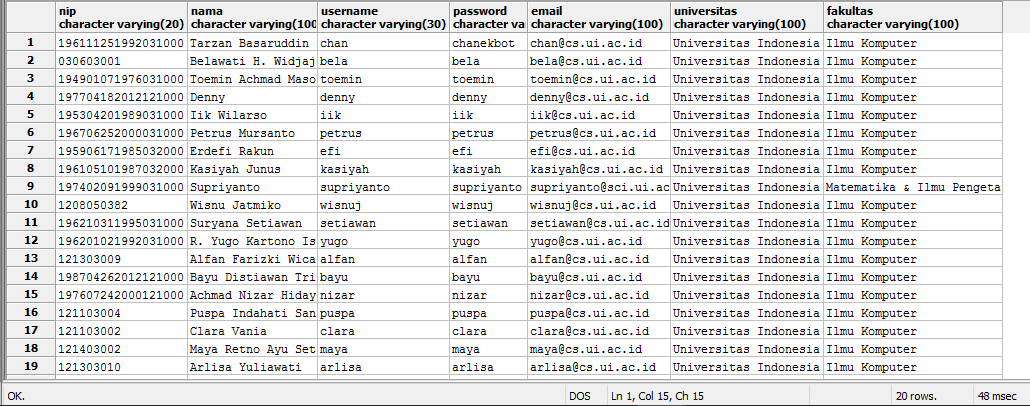 nip nama username password email universitas fakultas
character varying(20) character varying(100 character varying(30) character va character varying(100) character varying(100) character varying(100)
1 196111251992031000 Tarzan Basaruddin chan chanekbot chan@cs.ui.ac.id Universitas Indonesia Ilmu Komputer
2 030603001 Belawati H. Widjaj bela bela bela@cs.ui.ac.id Universitas Indonesia Ilmu Komputer
3 194901071976031000 Toemin Achmad Maso toemin toemin toemin@cs.ui.ac.id Universitas Indonesia Ilmu Komputer
4 197704182012121000 Denny denny denny denny@cs.ui.ac.id Universitas Indonesia Ilmu Komputer
5 195304201989031000 Iik Wilarso iik iik iik@cs.ui.ac.id Universitas Indonesia Ilmu Komputer
6 196706252000031000 Petrus Mursanto petrus petrus petrus@cs.ui.ac.id Universitas Indonesia Ilmu Komputer
7 195906171985032000 Erdefi Rakun efi efi efi@cs.ui.ac.id Universitas Indonesia Ilmu Komputer
8 196105101987032000 Kasiyah Junus kasiyah kasiyah kasiyah@cs.ui.ac.id Universitas Indonesia Ilmu Komputer
9 197402091999031000 Supriyanto supriyanto supriyanto supriyanto@sci.ui.ac Universitas Indonesia Matematika & Ilmu Pengeta
10 1208050382 Wisnu Jatmiko wisnuj wisnuj wisnuj@cs.ui.ac.id Universitas Indonesia Ilmu Komputer
11 196210311995031000 Suryana Setiawan setiawan setiawan setiawan@cs.ui.ac.id Universitas Indonesia Ilmu Komputer
12 196201021992031000 R. Yugo Kartono Is yugo yugo yugo@cs.ui.ac.id Universitas Indonesia Ilmu Komputer
13 121303009 Alfan Farizki Wica alfan alfan alfan@cs.ui.ac.id Universitas Indonesia Ilmu Komputer
14 198704262012121000 Bayu Distiawan Tri bayu bayu bayu@cs.ui.ac.id Universitas Indonesia Ilmu Komputer
15 197607242000121000 Achmad Nizar Hiday nizar nizar nizar@cs.ui.ac.id Universitas Indonesia Ilmu Komputer
16 121103004 Puspa Indahati San puspa puspa puspa@cs.ui.ac.id Universitas Indonesia Ilmu Komputer
17 121103002 Clara Vania clara clara clara@cs.ui.ac.id Universitas Indonesia Ilmu Komputer
18 121403002 Maya Retno Ayu Set maya maya maya@cs.ui.ac.id Universitas Indonesia Ilmu Komputer
19 121303010 Arlisa Yuliawati arlisa arlisa arlisa@cs.ui.ac.id Universitas Indonesia Ilmu Komputer
OK. DOS Ln 1, Col 15, Ch 15 20 rows. 48 msec